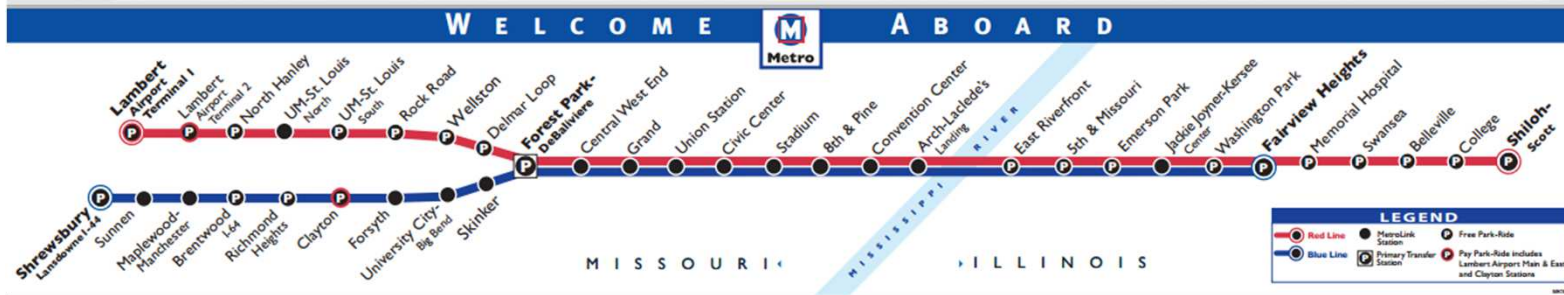 WELCOME ABOARD
M
Metro
Lambert
Airport
Terminal 1
Lambert
Airport
Terminal 2
North Hanley
UM-St. Louis
North
UM-St. Louis
South
Rock Road
Wellston
Delmar Loop
Forest Park-
DeBaliviere
Central West End
Grand
Union Station
Civic Center
Stadium
8th & Pine
Convention Center
Arch-Laclede's
Landing
East Riverfront
5th & Missouri
Emerson Park
Jackie Joyner-Kersee
Center
Washington Park
Fairview Heights
Memorial Hospital
Swansea
Belleville
College
Shiloh-
Scott
Shrewsbury
Lansdowne I-44
Sunnen
Maplewood-
Manchester
Brentwood
I-64
Richmond
Heights
Clayton
Forsyth
University City-
Big Bend
Skinker
MISSISSIPPI RIVER
MISSOURI
ILLINOIS
LEGEND
Red Line
Blue Line
MetroLink
Station
P Primary Transfer
Station
P Free Park-Ride
P Pay Park-Ride includes
Lambert Airport Main & East
and Clayton Stations